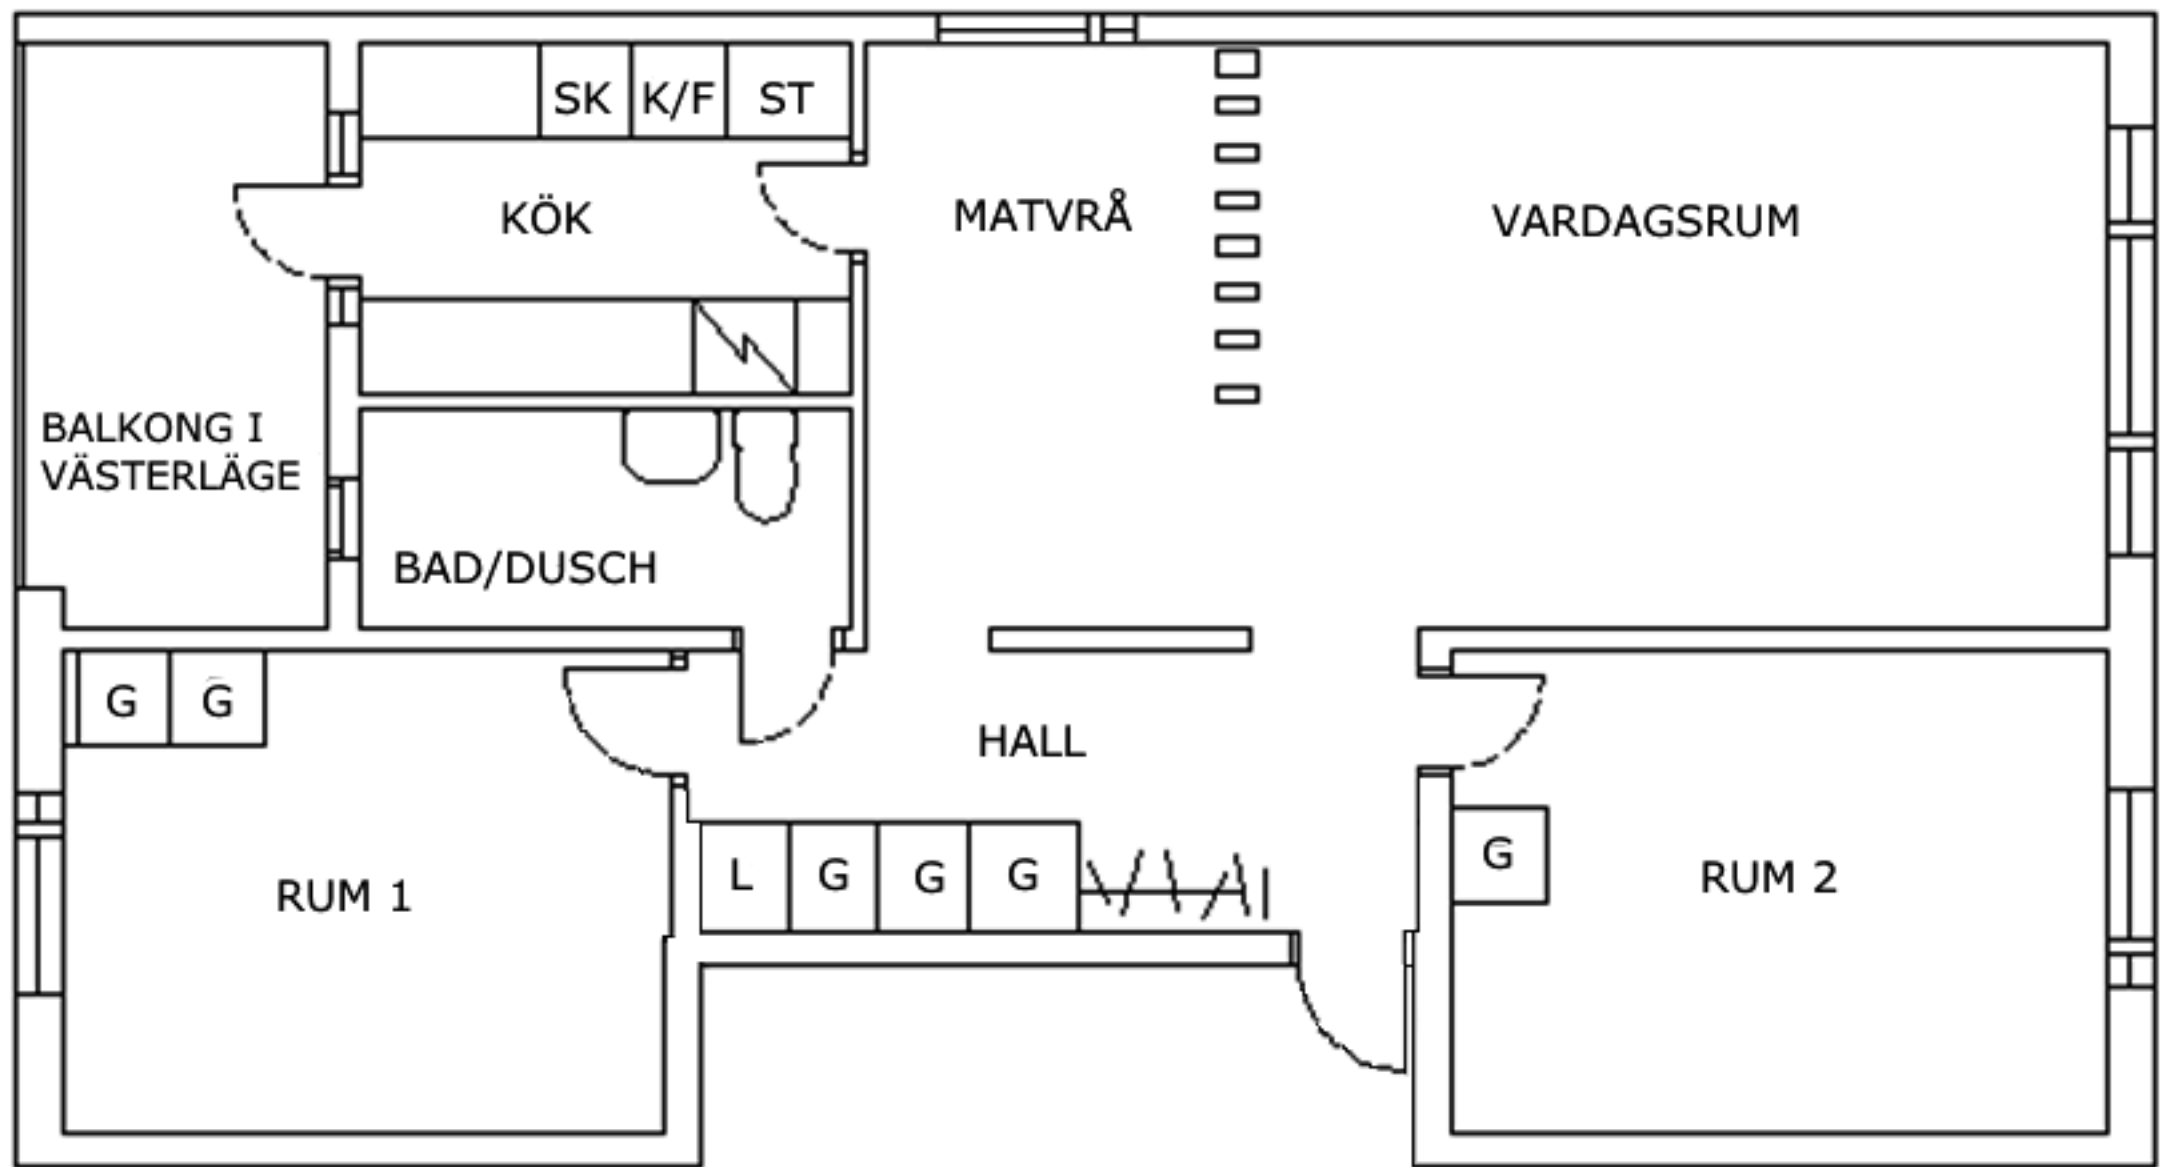 SK K/F ST
KÖK
MATVRÅ
VARDAGSRUM
BALKONG I
VÄSTERLÄGE
BAD/DUSCH
G G
HALL
L G G G
G
RUM 1
RUM 2